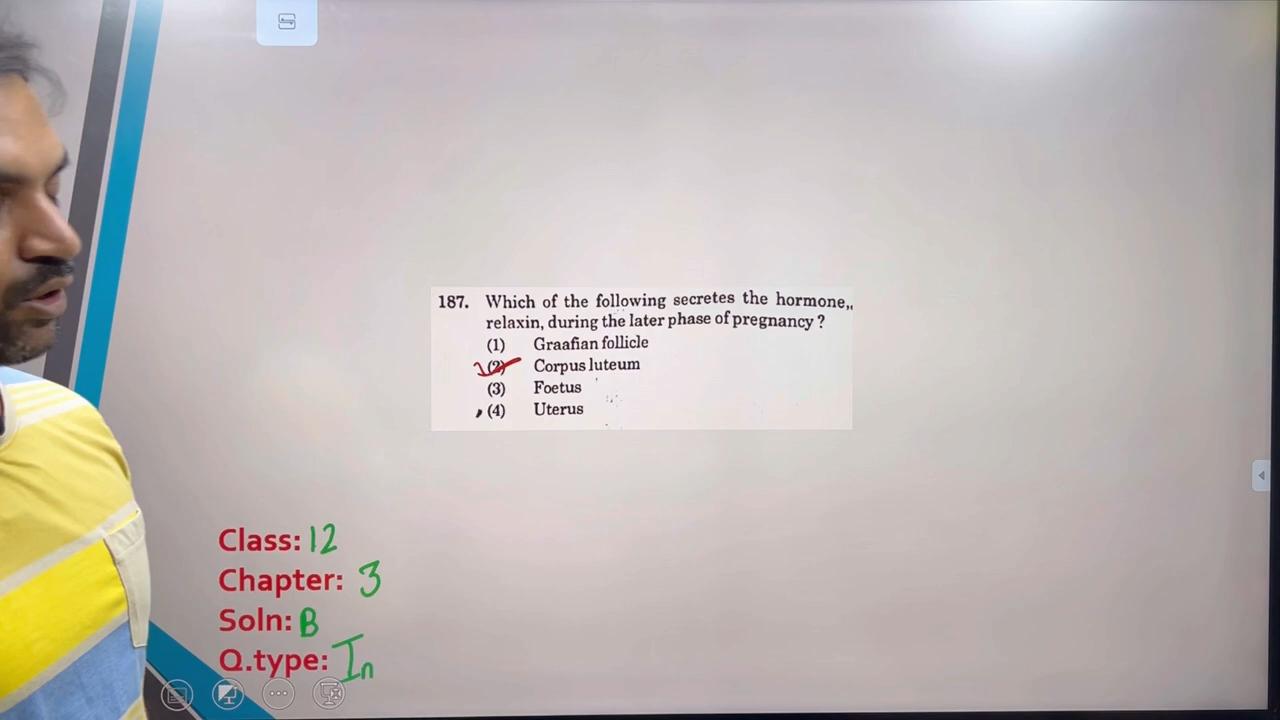 187. Which of the following secretes the hormone,,
relaxin, during the later phase of pregnancy ?
(1) Graafian follicle
(2) Corpus luteum
(3) Foetus
(4) Uterus
Class: 12
Chapter: 3
Soln: B
Q.type: In